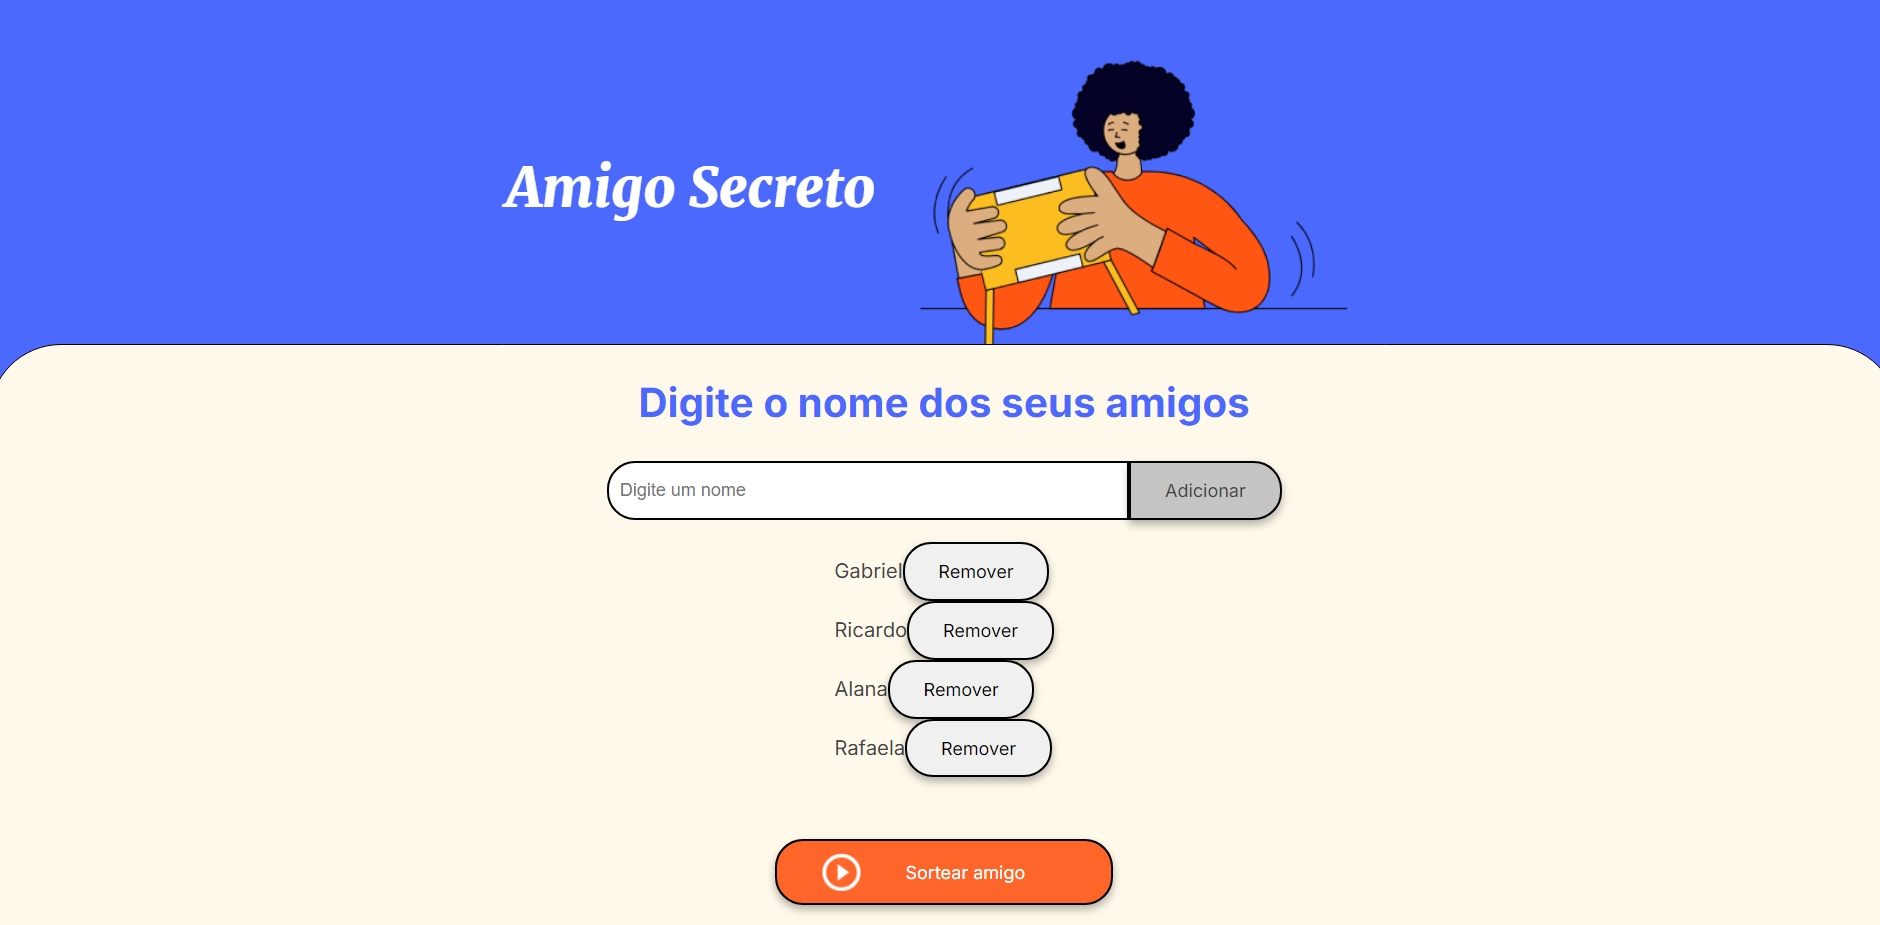 Amigo Secreto
Digite o nome dos seus amigos
Digite um nome Adicionar
Gabriel Remover
Ricardo Remover
Alana Remover
Rafaela Remover
Sortear amigo